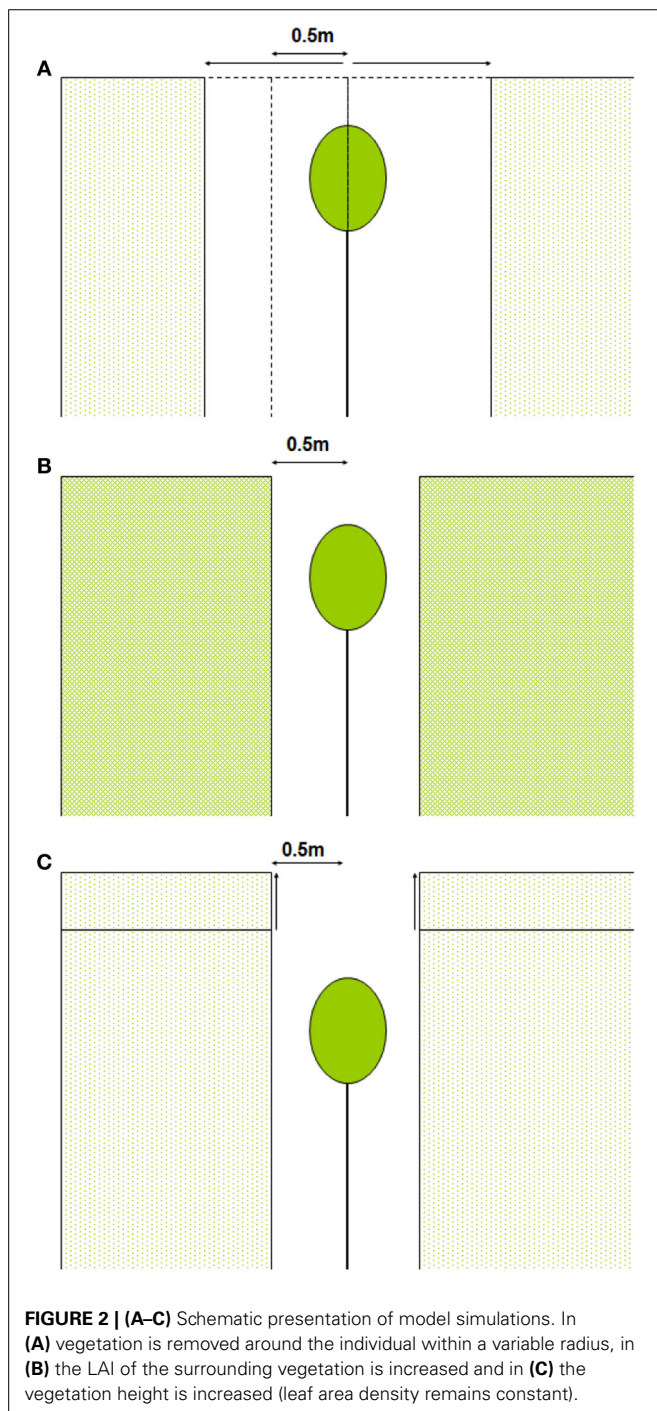 0.5m
A
0.5m
B
0.5m
C
FIGURE 2 | (A–C) Schematic presentation of model simulations. In
(A) vegetation is removed around the individual within a variable radius, in
(B) the LAI of the surrounding vegetation is increased and in (C) the
vegetation height is increased (leaf area density remains constant).